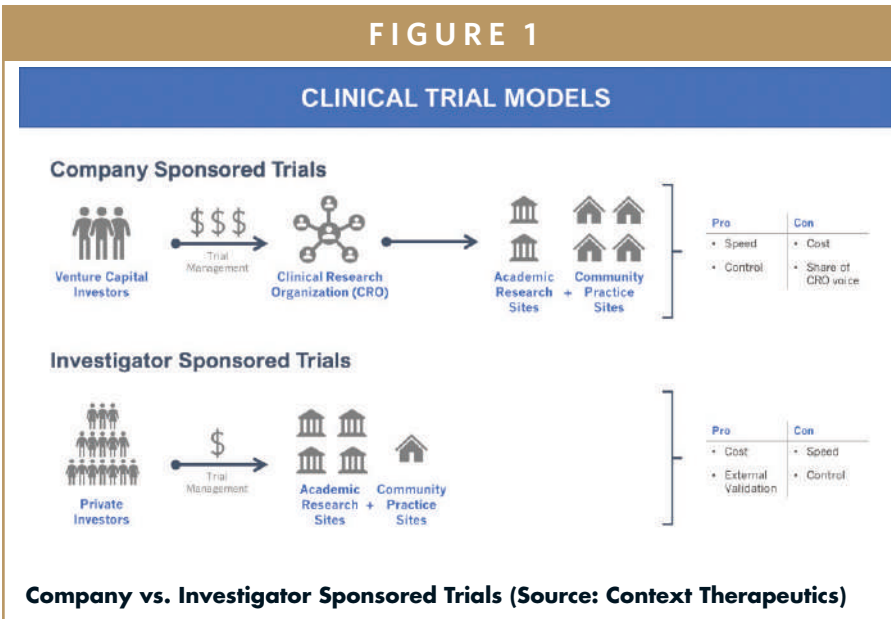 FIGURE 1
CLINICAL TRIAL MODELS
Company Sponsored Trials
$$$
Trial
Management
Venture Capital
Investors
Clinical Research
Organization (CRO)
Academic Community
Research + Practice
Sites Sites
Pro Con
• Speed • Cost
• Control • Share of
CRO voice
Investigator Sponsored Trials
$
Trial
Management
Private
Investors
Academic Community
Research + Practice
Sites Sites
Pro Con
• Cost • Speed
• External • Control
Validation
Company vs. Investigator Sponsored Trials (Source: Context Therapeutics)